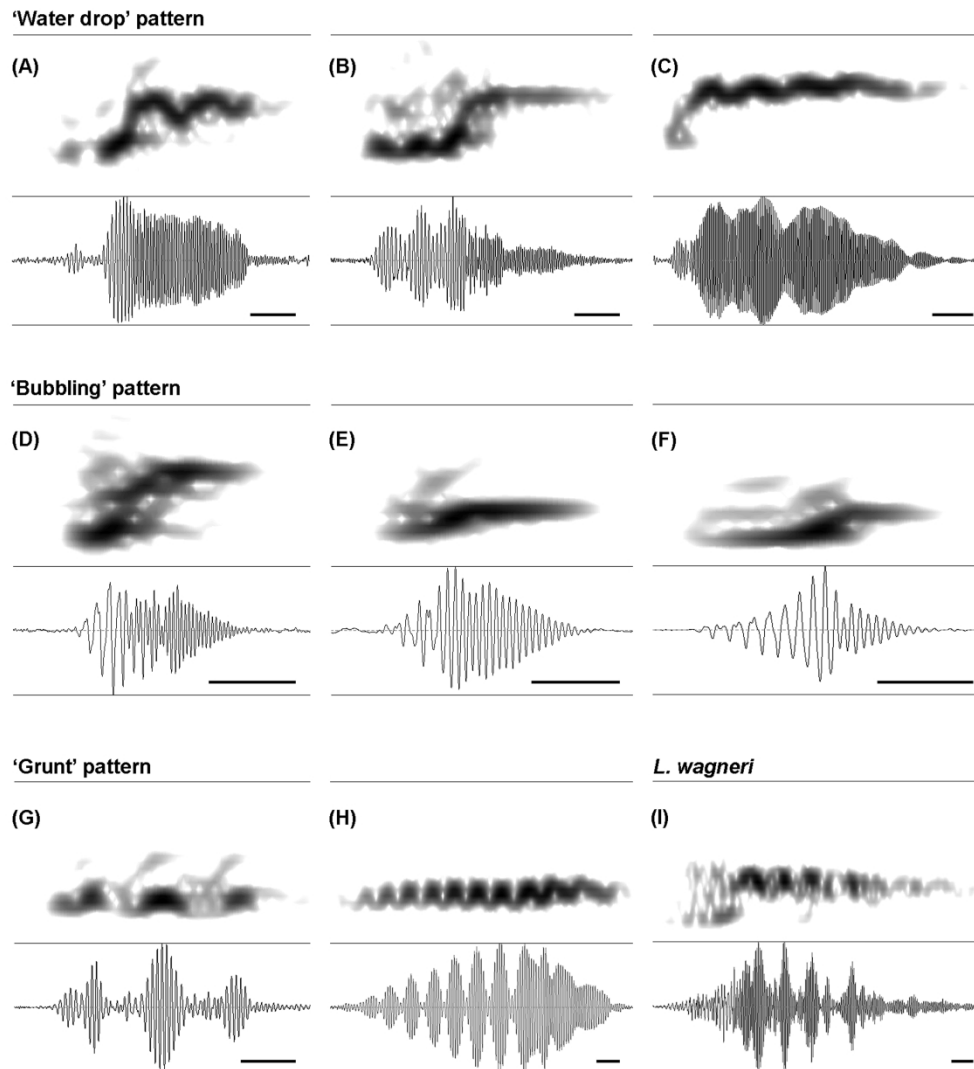 ‘Water drop’ pattern
(A) (B) (C)
‘Bubbling’ pattern
(D) (E) (F)
‘Grunt’ pattern L. wagneri
(G) (H) (I)